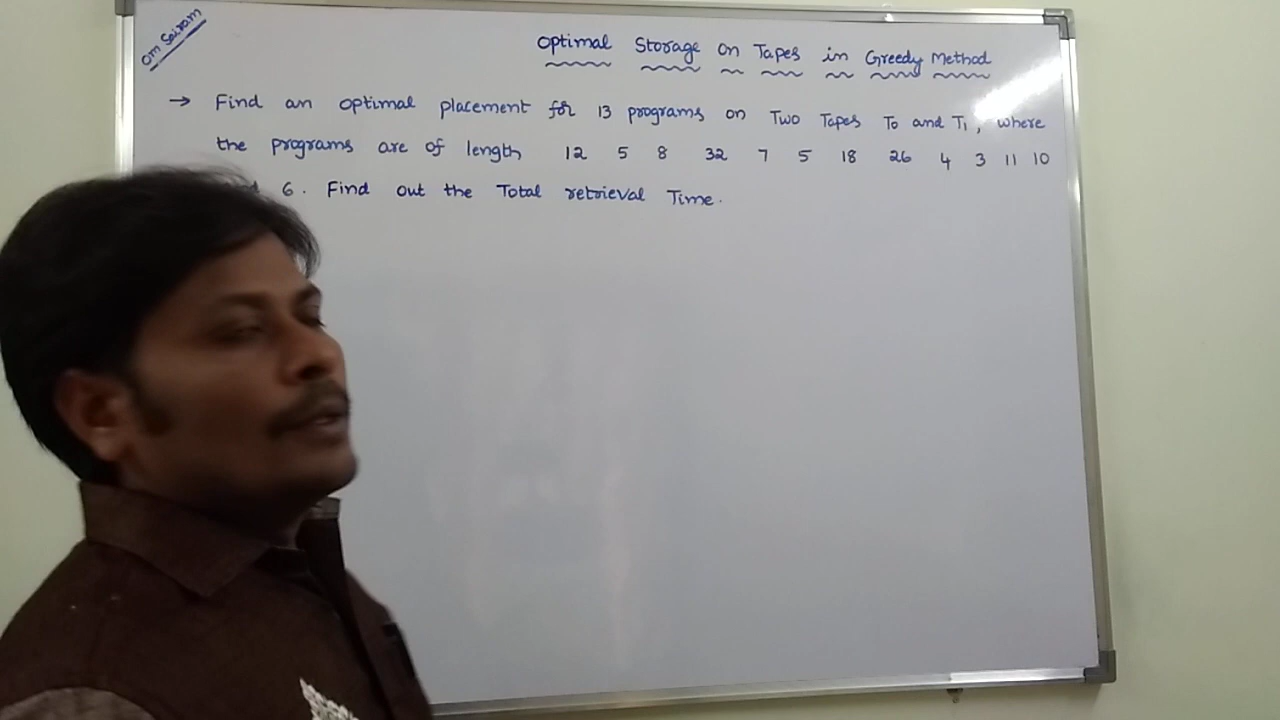 Om Sairam
Optimal Storage on Tapes in Greedy Method
→ Find an optimal placement for 13 programs on Two Tapes T0 and T1, where
the programs are of length 12 5 8 32 7 5 18 26 4 3 11 10
6. Find out the Total retrieval Time.